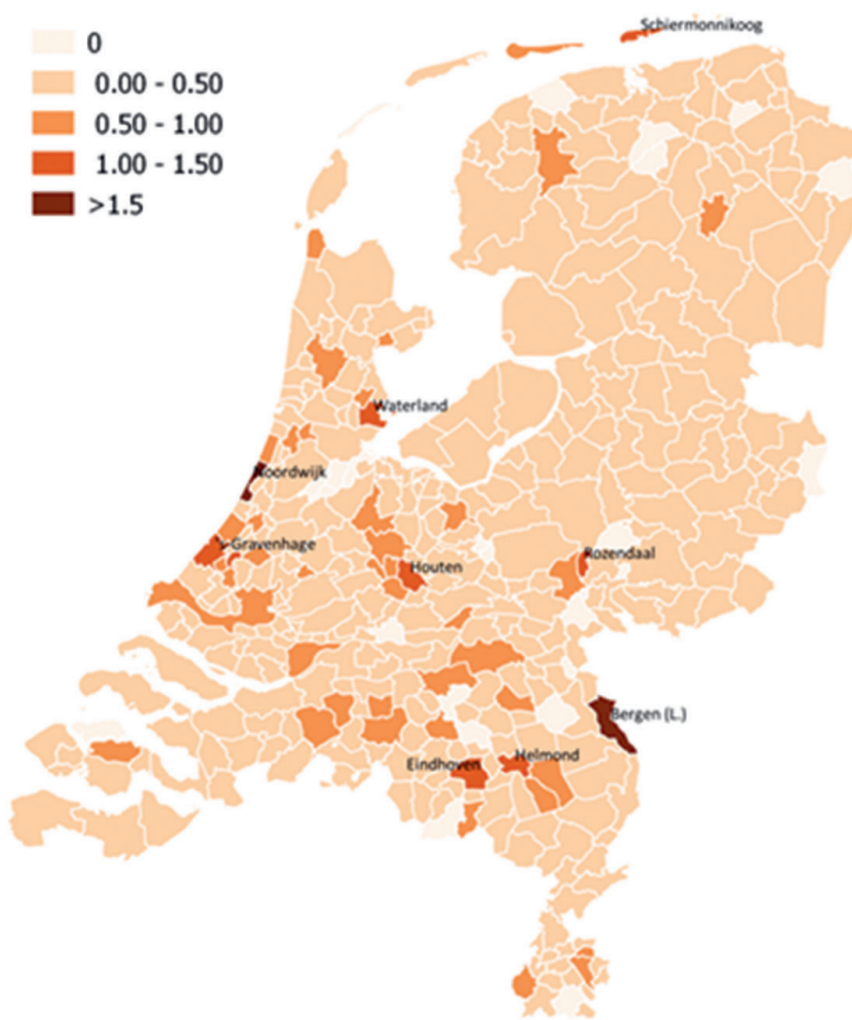 Schiermonnikoog
0
0.00 - 0.50
0.50 - 1.00
1.00 - 1.50
>1.5
Waterland
Noordwijk
's-Gravenhage
Rozendaal
Houten
Bergen (L.)
Helmond
Eindhoven